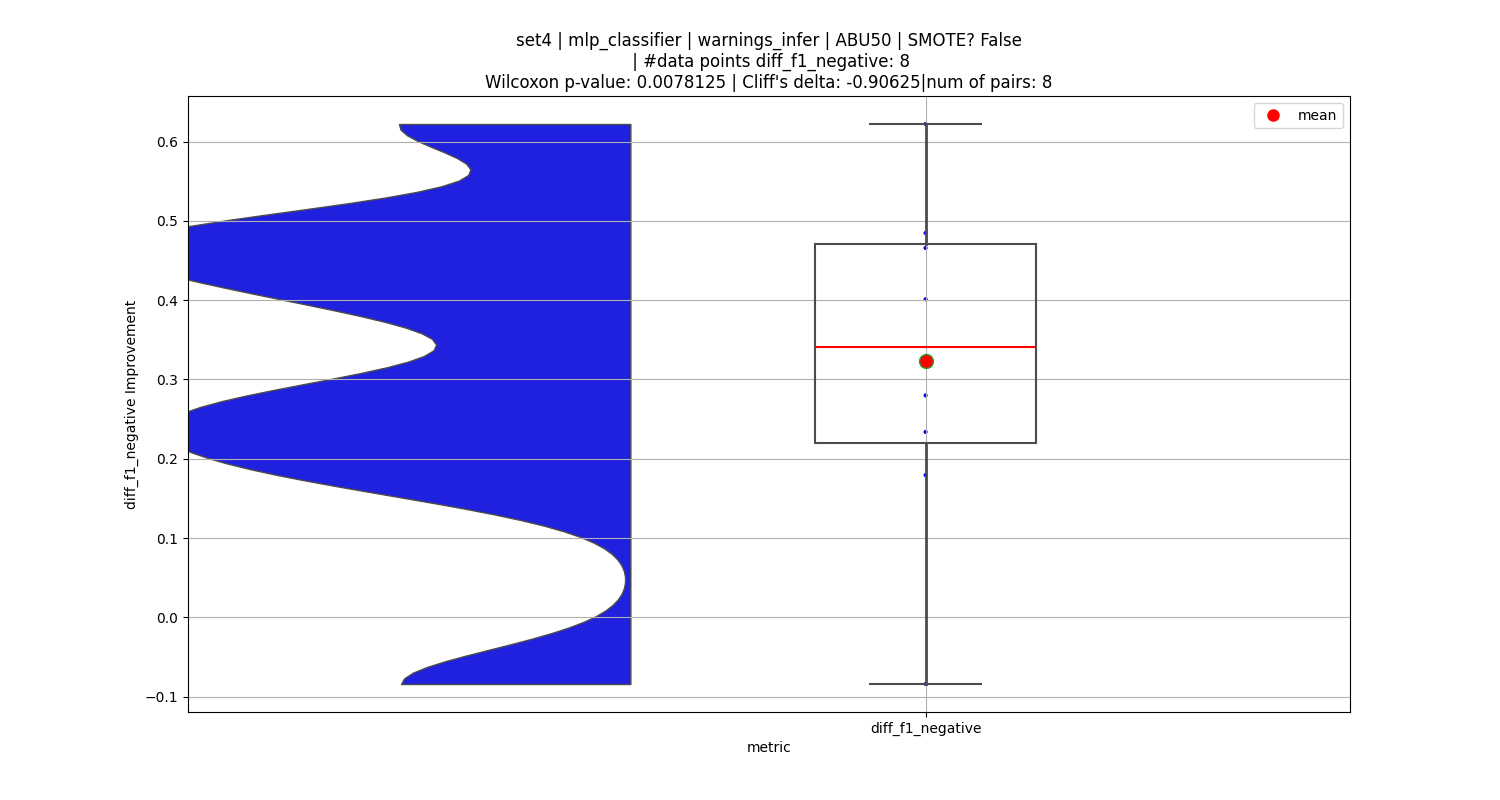 set4 | mlp_classifier | warnings_infer | ABU50 | SMOTE? False
| #data points diff_f1_negative: 8
Wilcoxon p-value: 0.0078125 | Cliff's delta: -0.90625|num of pairs: 8
mean
0.6
0.5
0.4
0.3
0.2
0.1
0.0
−0.1
diff_f1_negative Improvement
diff_f1_negative
metric